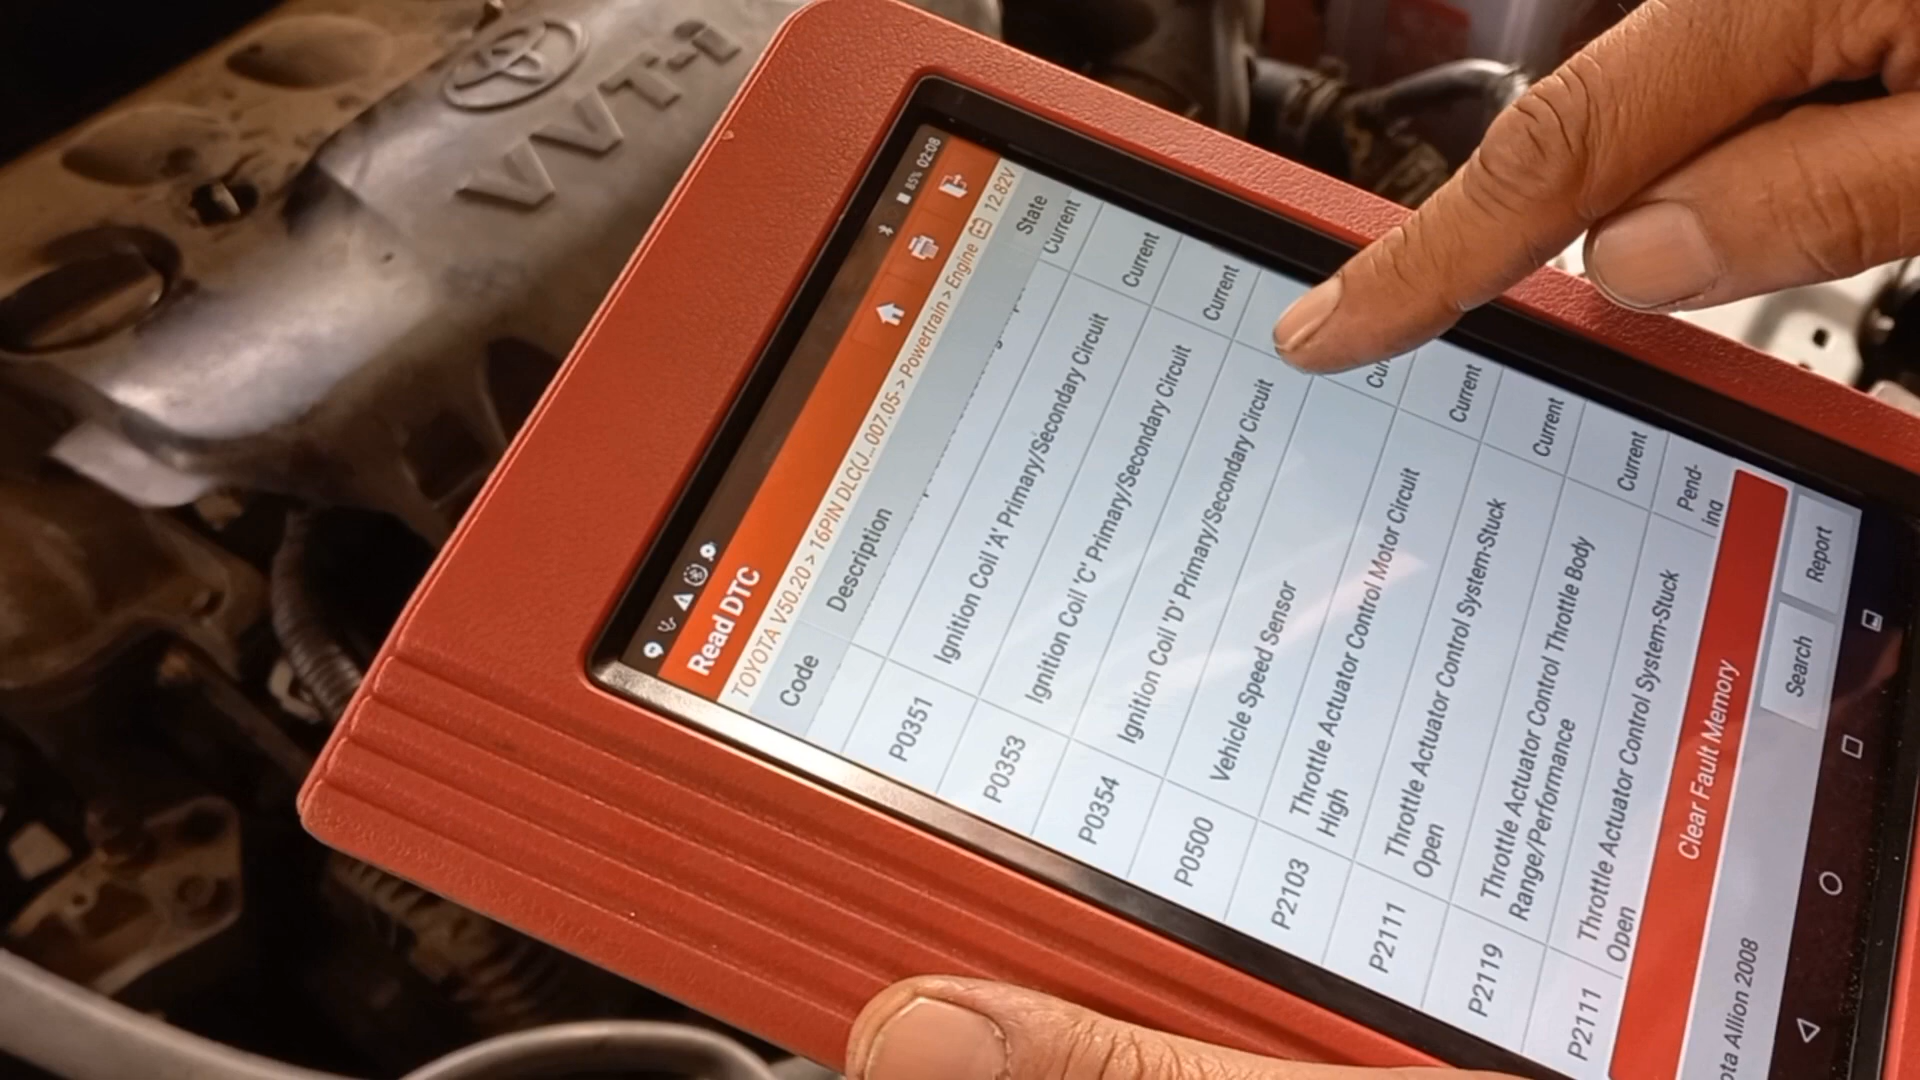 VVT-i
85% 02:08
Read DTC
TOYOTA V50.20 > 16PIN DLC(J...007.05-> Powertrain > Engine 12.82V
Code Description State
Current
P0351 Ignition Coil 'A' Primary/Secondary Circuit Current
P0353 Ignition Coil 'C' Primary/Secondary Circuit Current
P0354 Ignition Coil 'D' Primary/Secondary Circuit
P0500 Vehicle Speed Sensor
P2103 Throttle Actuator Control Motor Circuit Current
High
P2111 Throttle Actuator Control System-Stuck Current
Open
P2119 Throttle Actuator Control Throttle Body Current
Range/Performance
P2111 Throttle Actuator Control System-Stuck Pend-
Open ing
Clear Fault Memory
ota Allion 2008 Search Report